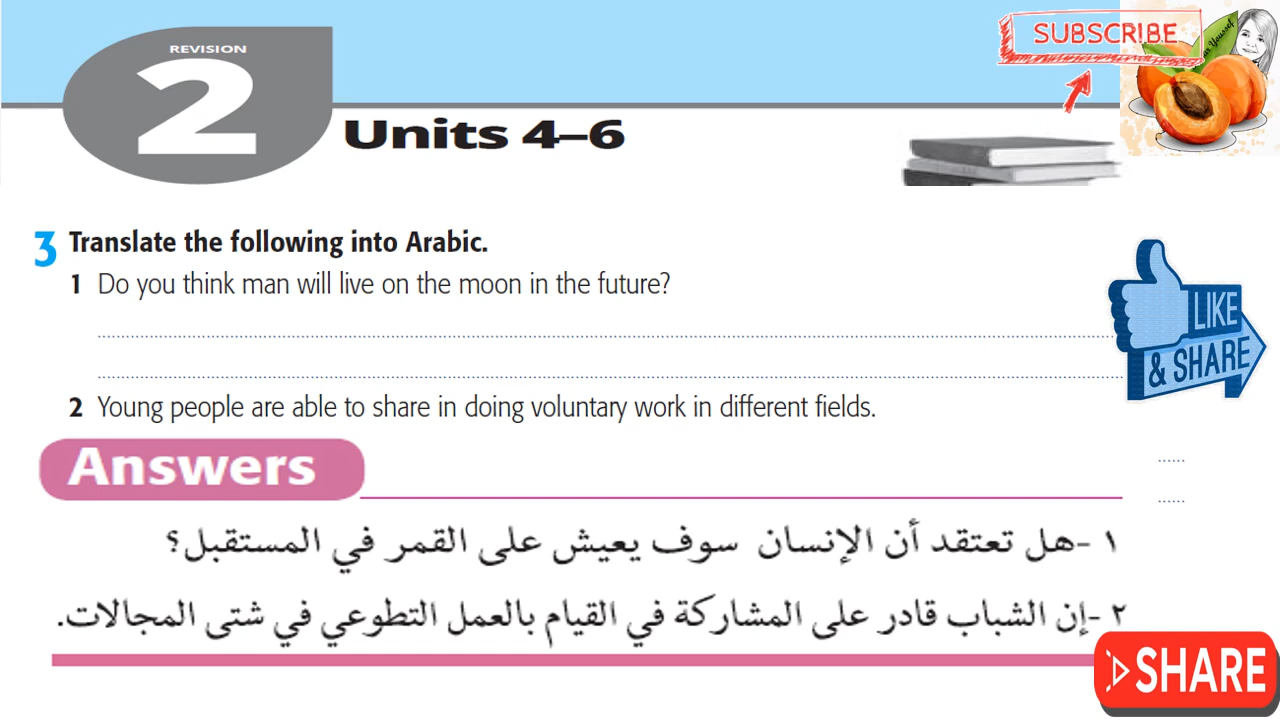 REVISION
2
Units 4–6
SUBSCRIBE
Youssef
3 Translate the following into Arabic.
1 Do you think man will live on the moon in the future?
LIKE
& SHARE
2 Young people are able to share in doing voluntary work in different fields.
Answers
١ -هل تعتقد أن الإنسان سوف يعيش على القمر في المستقبل؟
٢ -إن الشباب قادر على المشاركة في القيام بالعمل التطوعي في شتى المجالات.
SHARE